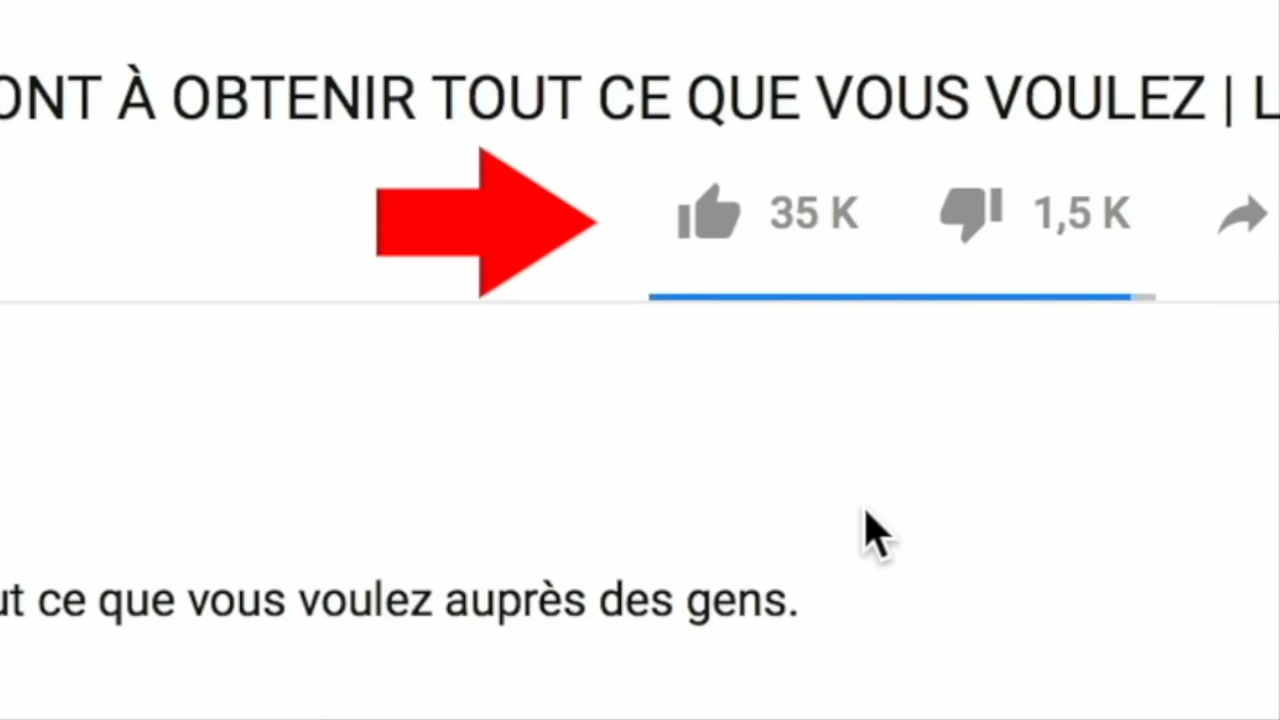 ONT À OBTENIR TOUT CE QUE VOUS VOULEZ | L
35 K 1,5 K
ut ce que vous voulez auprès des gens.